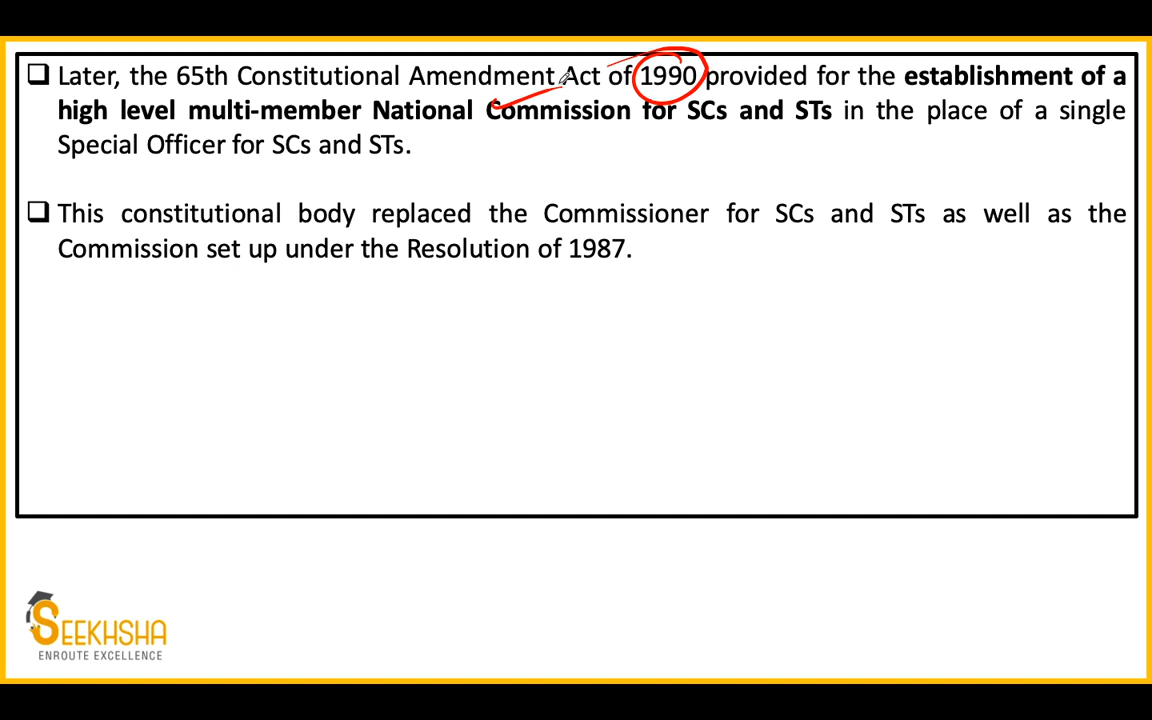 Later, the 65th Constitutional Amendment Act of 1990 provided for the establishment of a
high level multi-member National Commission for SCs and STs in the place of a single
Special Officer for SCs and STs.
This constitutional body replaced the Commissioner for SCs and STs as well as the
Commission set up under the Resolution of 1987.
SEEKHSHA
ENROUTE EXCELLENCE